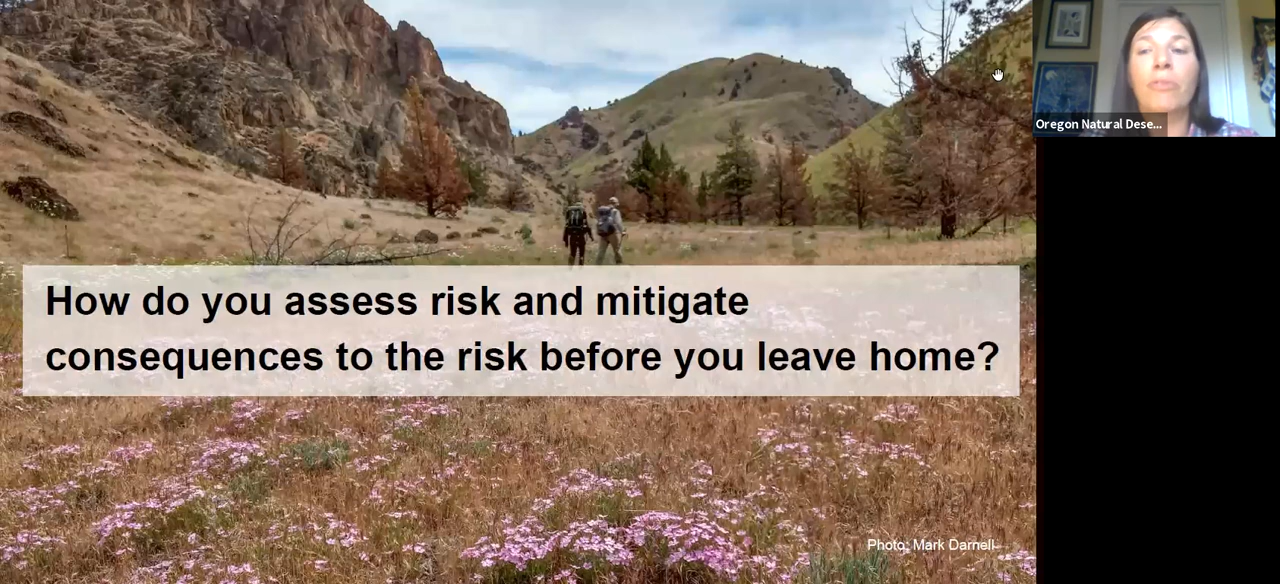 Oregon Natural Dese...
How do you assess risk and mitigate
consequences to the risk before you leave home?
Photo: Mark Darnell